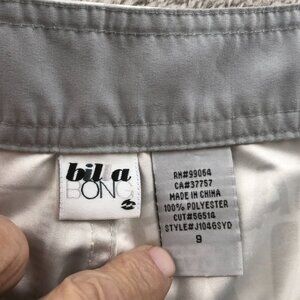 billa
BONG
RN#99064
CA#37757
MADE IN CHINA
100% POLYESTER
CUT#56514
STYLE#J1046SYD
9